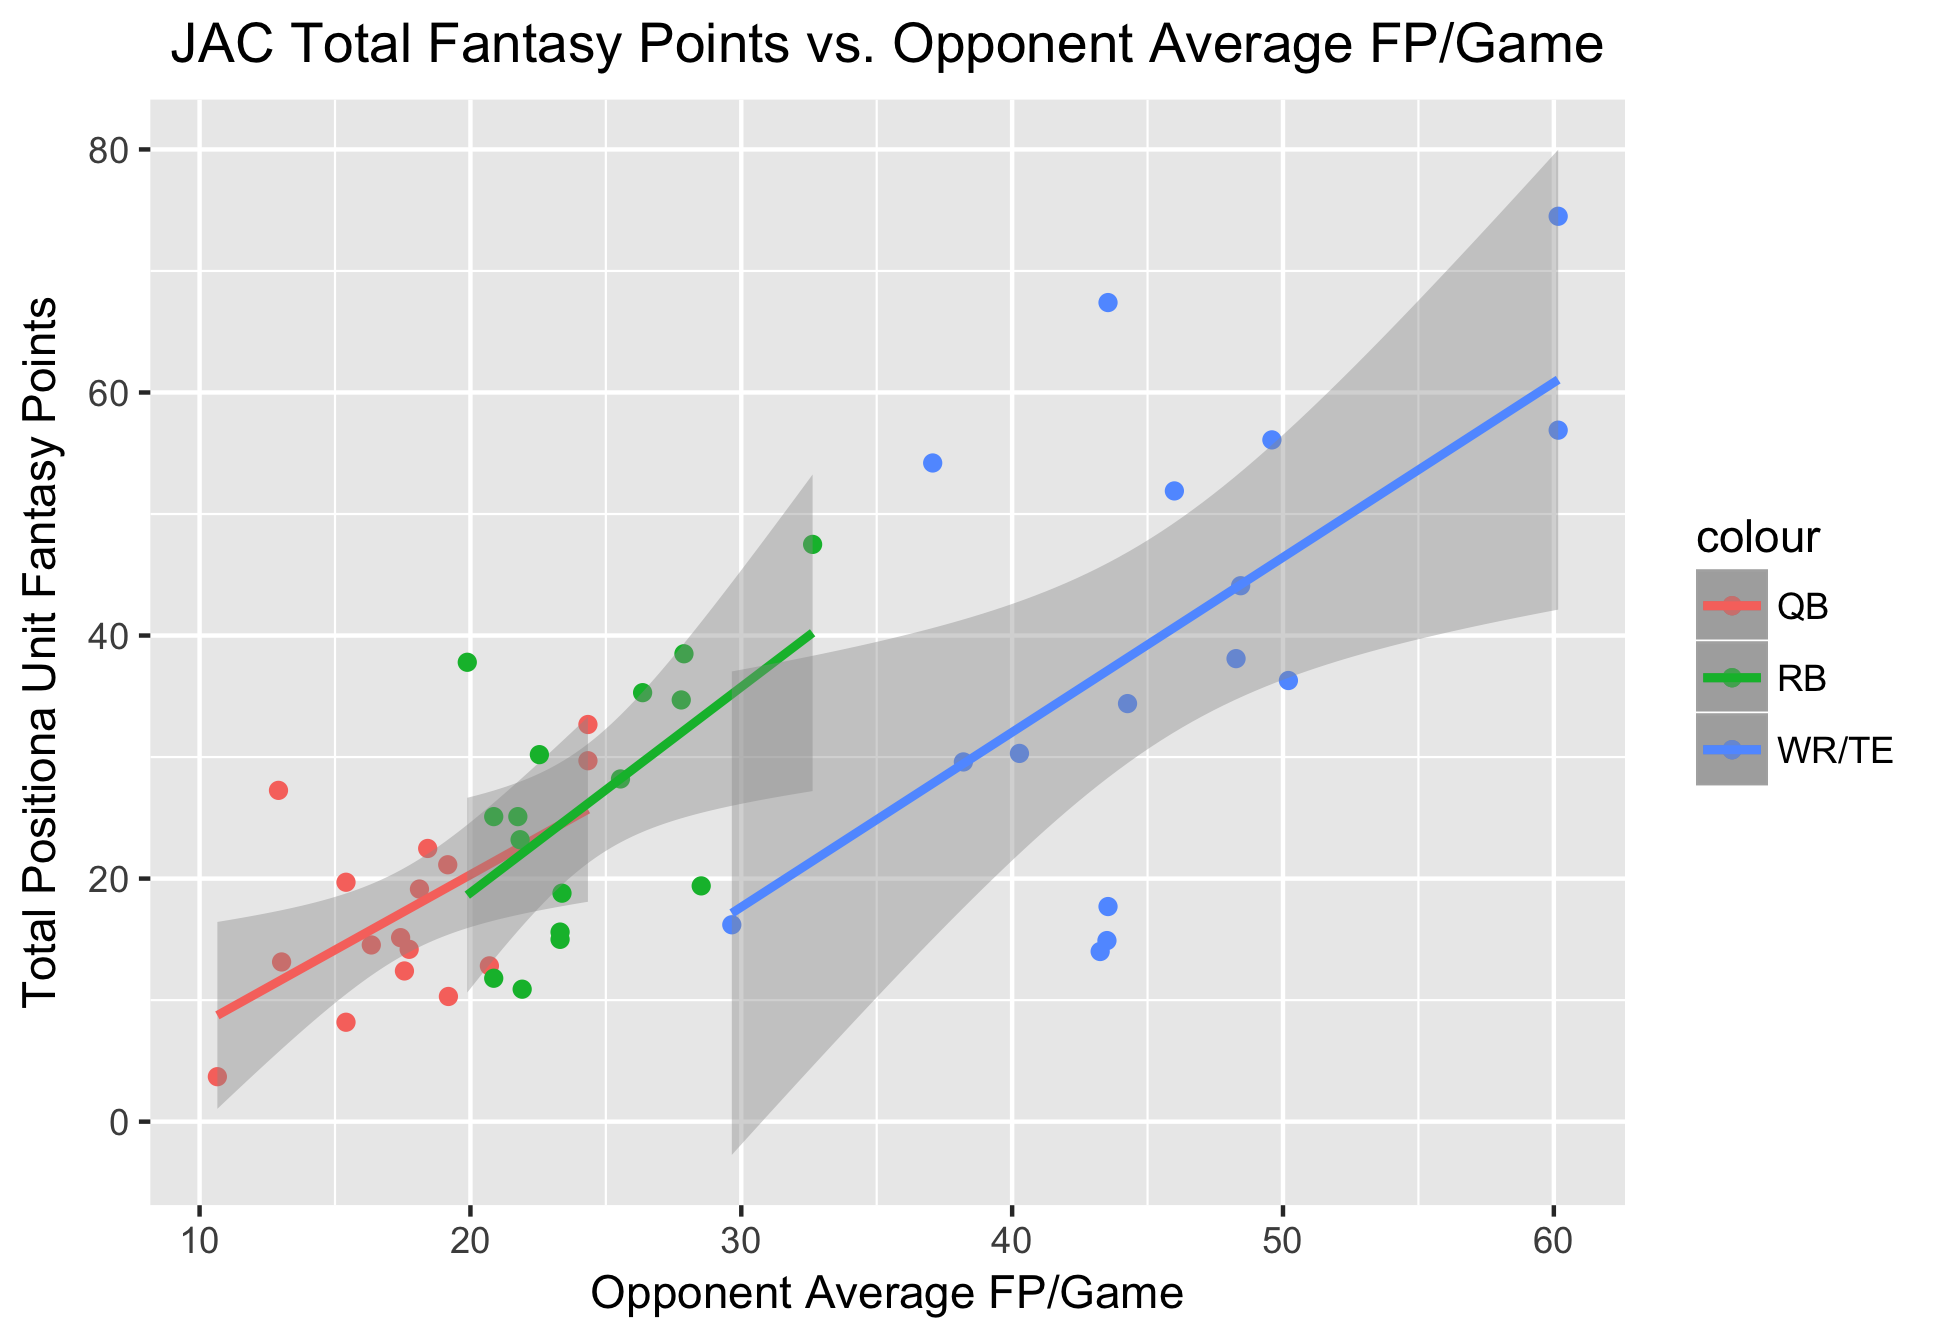 JAC Total Fantasy Points vs. Opponent Average FP/Game
Total Positiona Unit Fantasy Points
80
60
40
20
0
10 20 30 40 50 60
Opponent Average FP/Game
colour
QB
RB
WR/TE